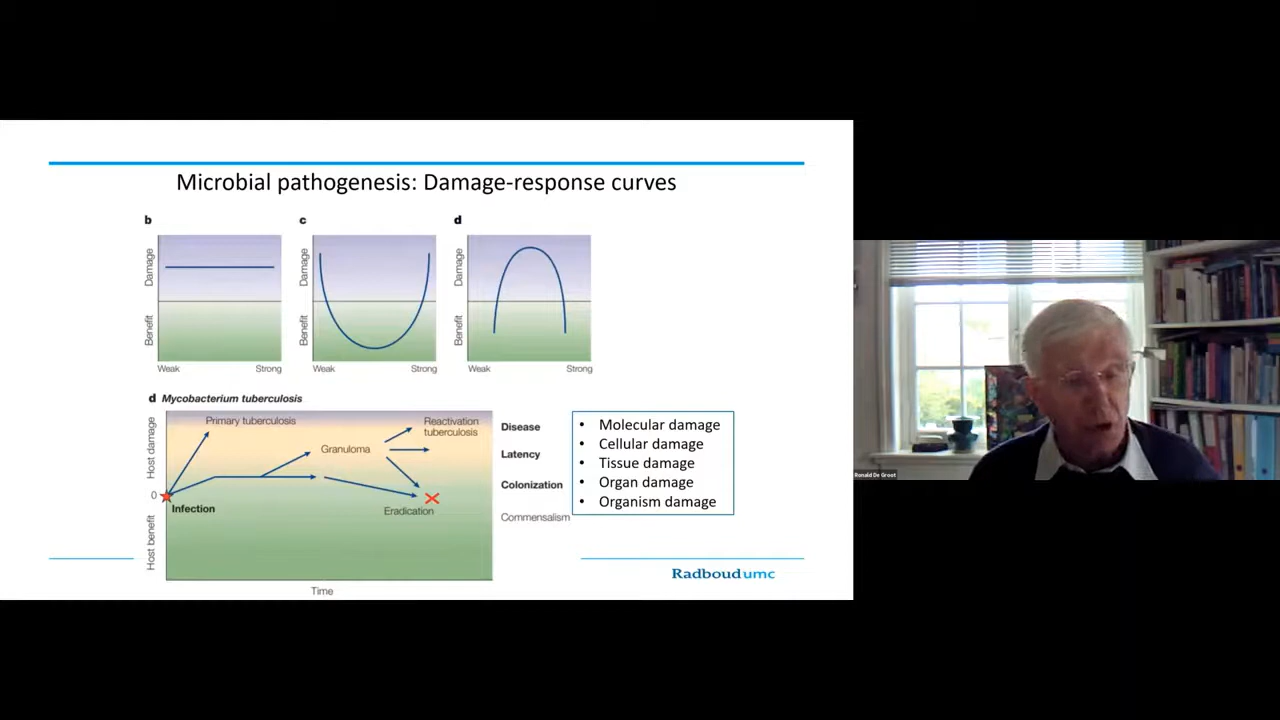 Microbial pathogenesis: Damage-response curves
b
c
d
Damage
Benefit
Weak
Strong
Damage
Benefit
Weak
Strong
Damage
Benefit
Weak
Strong
d Mycobacterium tuberculosis
Host damage
0
Host benefit
Primary tuberculosis
Granuloma
Reactivation
tuberculosis
Infection
Eradication
Time
Disease
Latency
Colonization
Commensalism
• Molecular damage
• Cellular damage
• Tissue damage
• Organ damage
• Organism damage
Radboudumc
Ronald De Groot